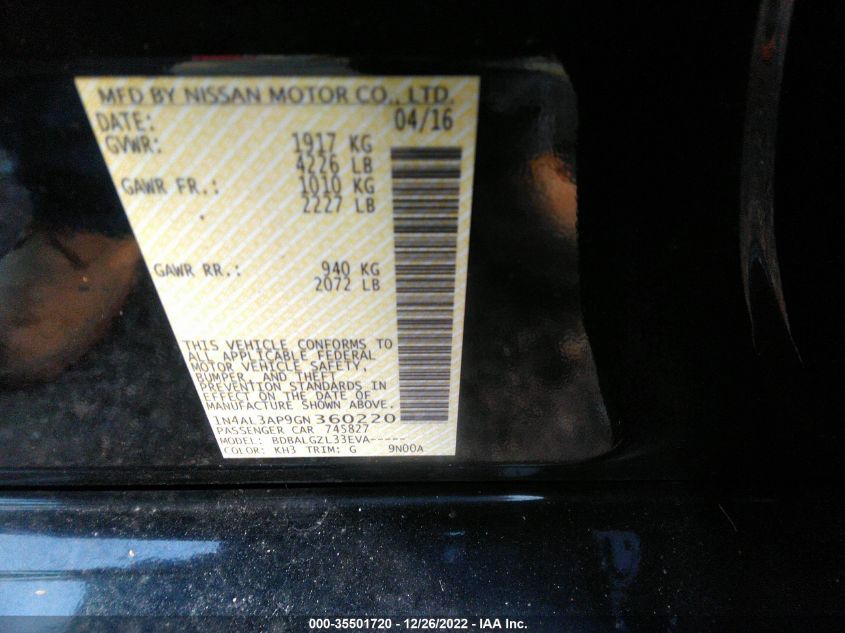 MFD BY NISSAN MOTOR CO., LTD.
DATE: 04/16
GVWR: 1917 KG
4226 LB
GAWR FR.: 1010 KG
2227 LB
GAWR RR.: 940 KG
2072 LB
THIS VEHICLE CONFORMS TO
ALL APPLICABLE FEDERAL
MOTOR VEHICLE SAFETY,
BUMPER, AND THEFT
PREVENTION STANDARDS IN
EFFECT ON THE DATE OF
MANUFACTURE SHOWN ABOVE.
1N4AL3AP9GN360220
PASSENGER CAR 745827
MODEL: BDBALGZL33EVA-----
COLOR: KH3 TRIM: G 9N00A
000-35501720 - 12/26/2022 - IAA Inc.